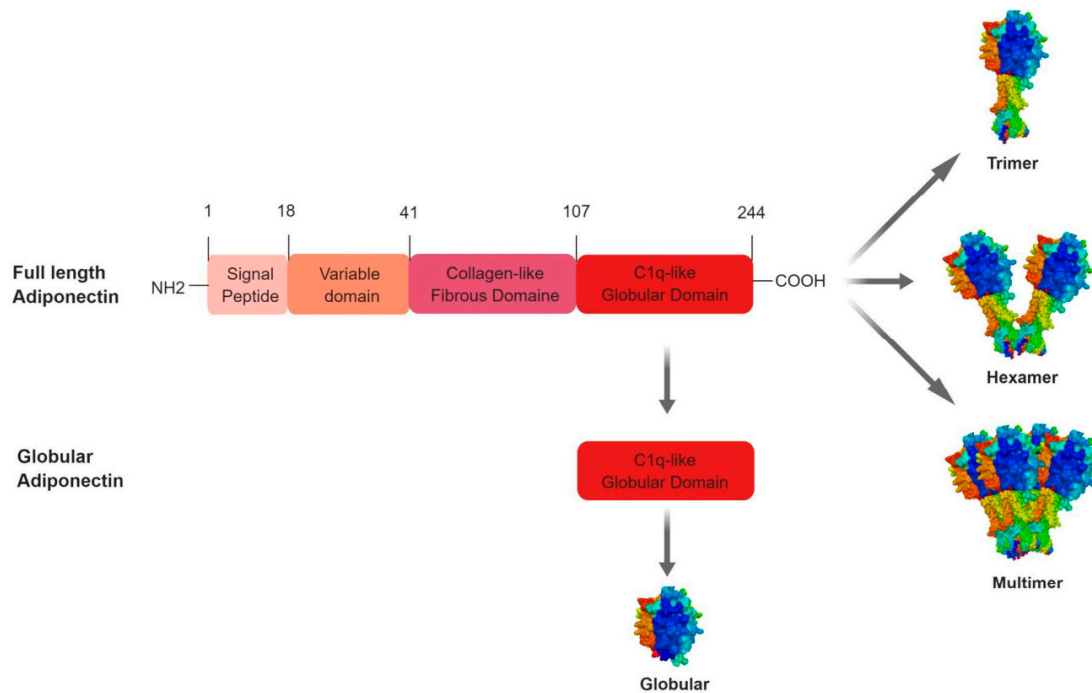 Trimer
1 18 41 107 244
Full length
Adiponectin
NH2
Signal
Peptide
Variable
domain
Collagen-like
Fibrous Domaine
C1q-like
Globular Domain
COOH
Hexamer
Globular
Adiponectin
C1q-like
Globular Domain
Multimer
Globular